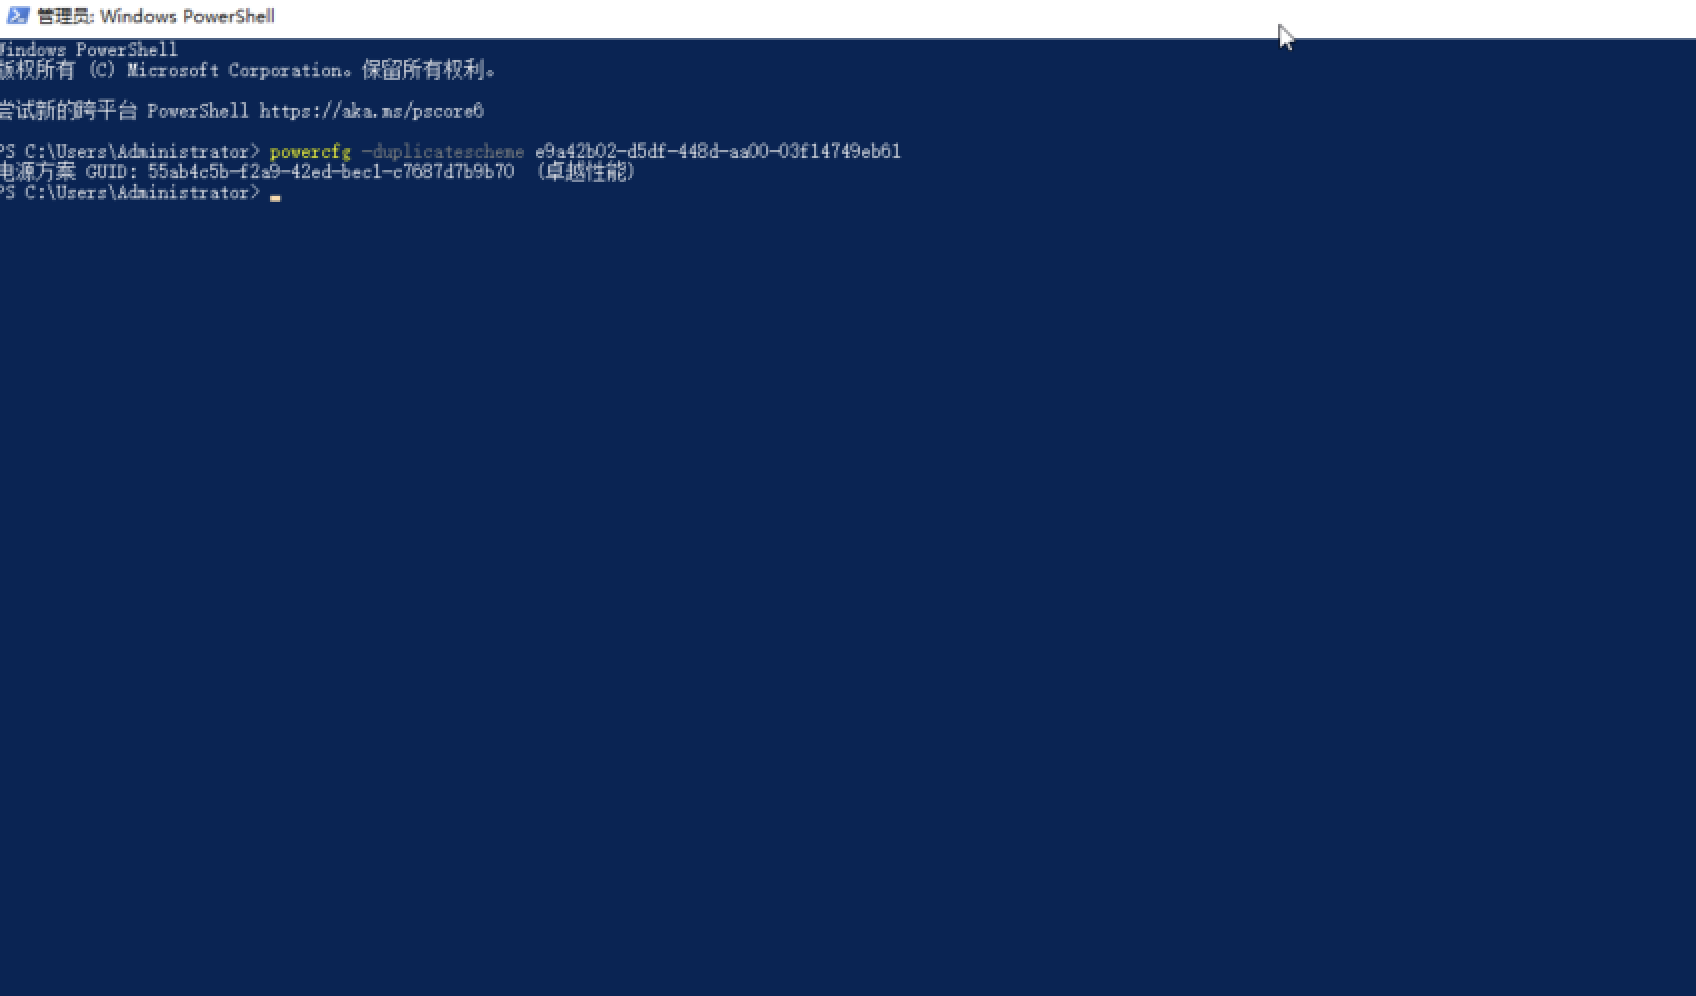 管理员: Windows PowerShell
Windows PowerShell
版权所有 (C) Microsoft Corporation。保留所有权利。
尝试新的跨平台 PowerShell https://aka.ms/pscore6
PS C:\Users\Administrator> powercfg -duplicatescheme e9a42b02-d5df-448d-aa00-03f14749eb61
电源方案 GUID: 55ab4c5b-f2a9-42ed-bec1-c7687d7b9b70  (卓越性能)
PS C:\Users\Administrator>